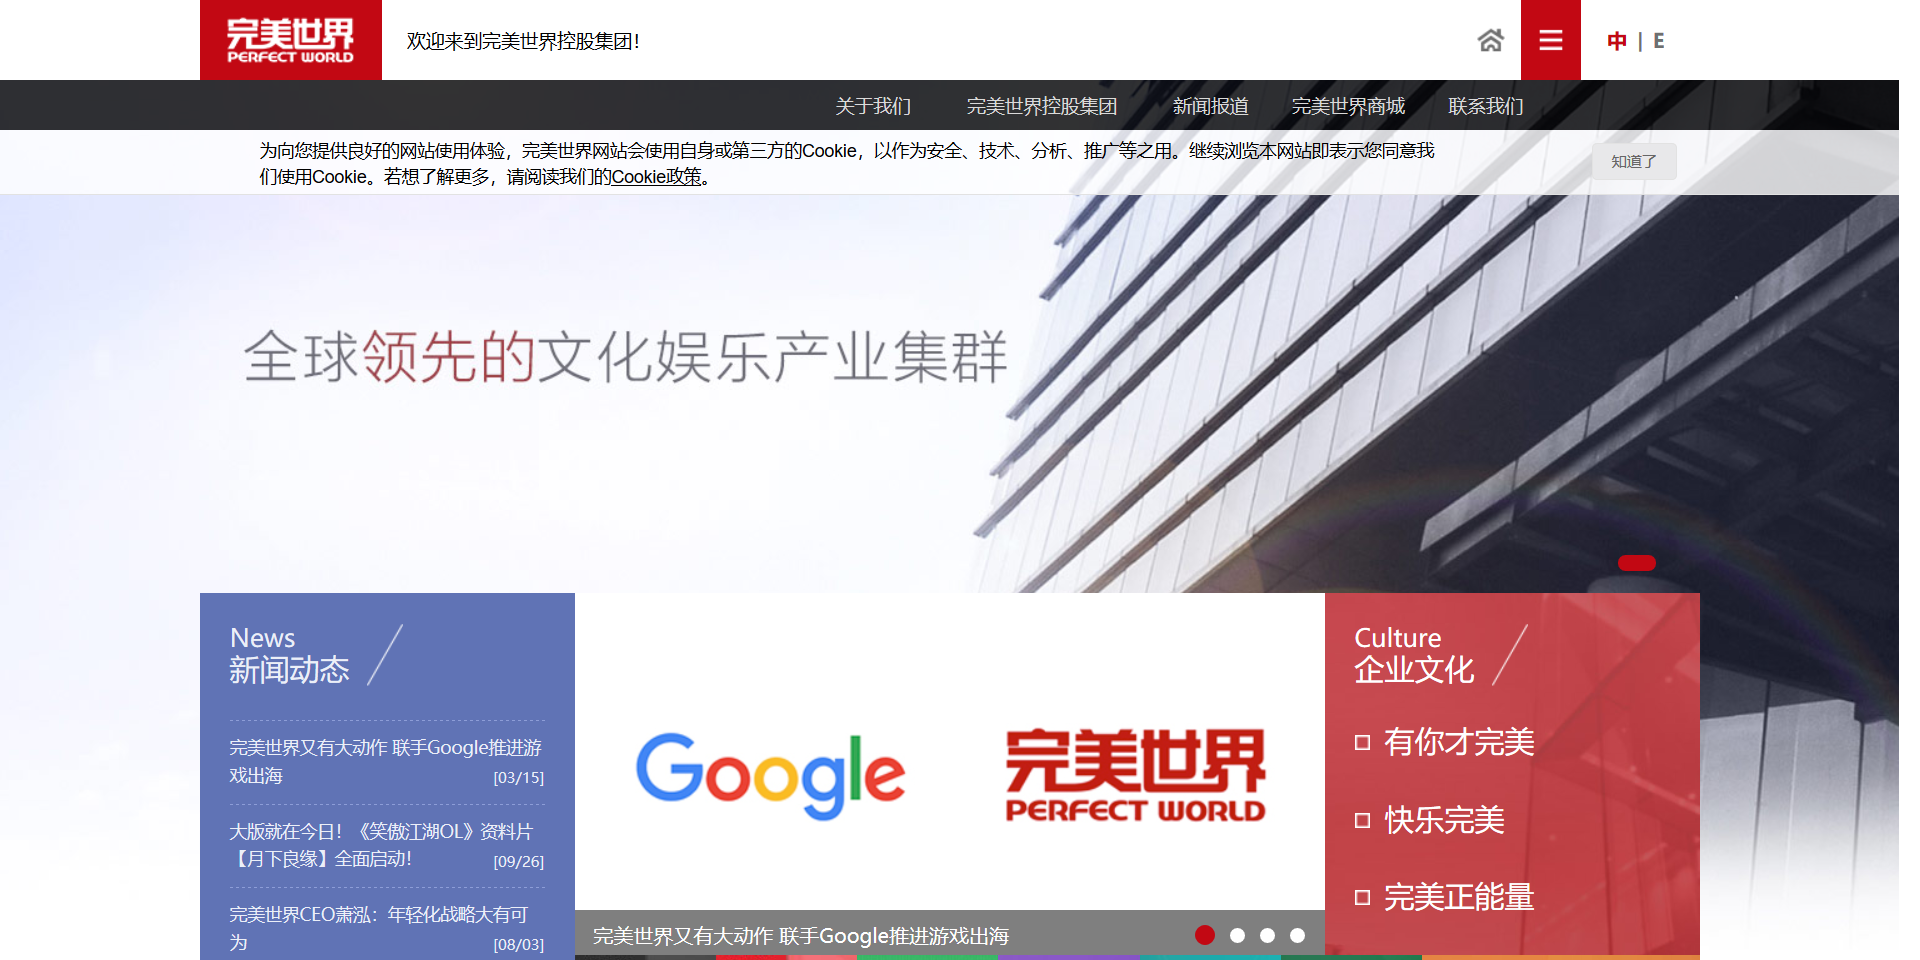 完美世界
PERFECT WORLD
欢迎来到完美世界控股集团！
中 | E
关于我们 完美世界控股集团 新闻报道 完美世界商城 联系我们
为向您提供良好的网站使用体验，完美世界网站会使用自身或第三方的Cookie，以作为安全、技术、分析、推广等之用。继续浏览本网站即表示您同意我
们使用Cookie。若想了解更多，请阅读我们的Cookie政策。
知道了
全球领先的文化娱乐产业集群
News
新闻动态
完美世界又有大动作 联手Google推进游
戏出海 [03/15]
大版就在今日！《笑傲江湖OL》资料片
【月下良缘】全面启动！ [09/26]
完美世界CEO萧泓：年轻化战略大有可
为 [08/03]
Google
完美世界
PERFECT WORLD
完美世界又有大动作 联手Google推进游戏出海
Culture
企业文化
有你才完美
快乐完美
完美正能量